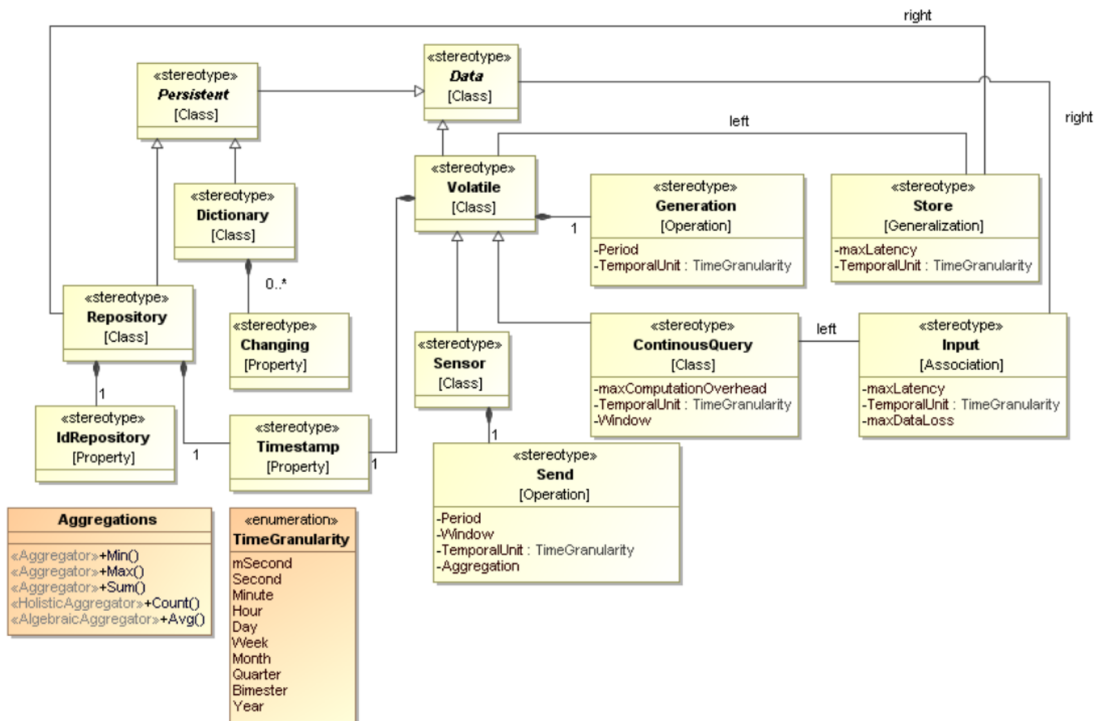 right
«stereotype»
Data
[Class]
«stereotype»
Persistent
[Class]
right
left
«stereotype»
Volatile
[Class]
«stereotype»
Generation
[Operation]
-Period
-TemporalUnit : TimeGranularity
1
«stereotype»
Store
[Generalization]
-maxLatency
-TemporalUnit : TimeGranularity
«stereotype»
Dictionary
[Class]
0..*
«stereotype»
Repository
[Class]
«stereotype»
Changing
[Property]
«stereotype»
Sensor
[Class]
«stereotype»
ContinousQuery
[Class]
-maxComputationOverhead
-TemporalUnit : TimeGranularity
-Window
left
«stereotype»
Input
[Association]
-maxLatency
-TemporalUnit : TimeGranularity
-maxDataLoss
1
«stereotype»
IdRepository
[Property]
1
«stereotype»
Timestamp
[Property]
1
1
«stereotype»
Send
[Operation]
-Period
-Window
-TemporalUnit : TimeGranularity
-Aggregation
Aggregations
«Aggregator»+Min()
«Aggregator»+Max()
«Aggregator»+Sum()
«HolisticAggregator»+Count()
«AlgebraicAggregator»+Avg()
«enumeration»
TimeGranularity
mSecond
Second
Minute
Hour
Day
Week
Month
Quarter
Bimester
Year